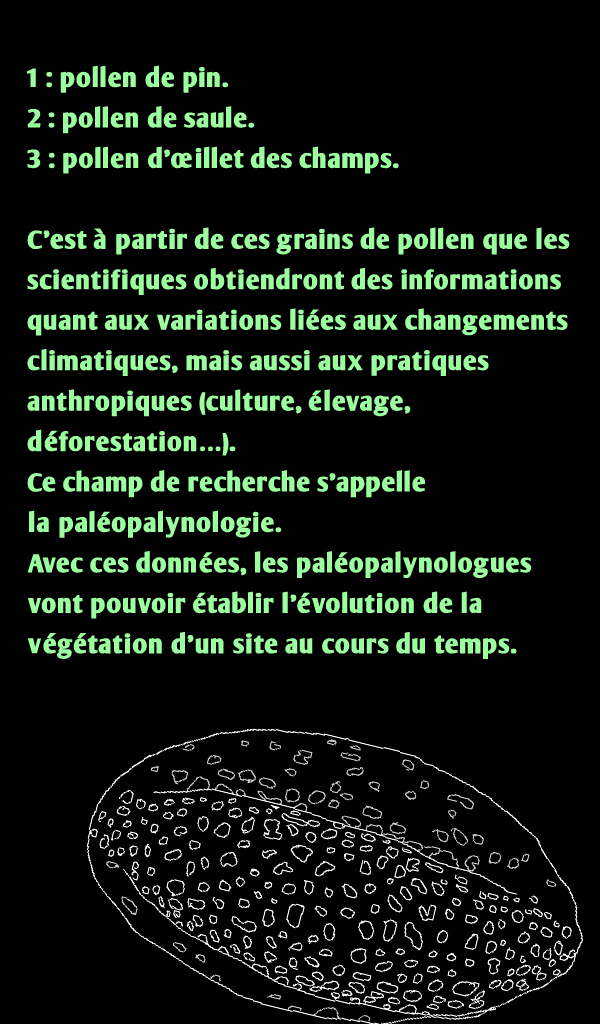 1 : pollen de pin.
2 : pollen de saule.
3 : pollen d’œillet des champs.
C’est à partir de ces grains de pollen que les
scientifiques obtiendront des informations
quant aux variations liées aux changements
climatiques, mais aussi aux pratiques
anthropiques (culture, élevage,
déforestation...).
Ce champ de recherche s’appelle
la paléopalynologie.
Avec ces données, les paléopalynologues
vont pouvoir établir l’évolution de la
végétation d’un site au cours du temps.